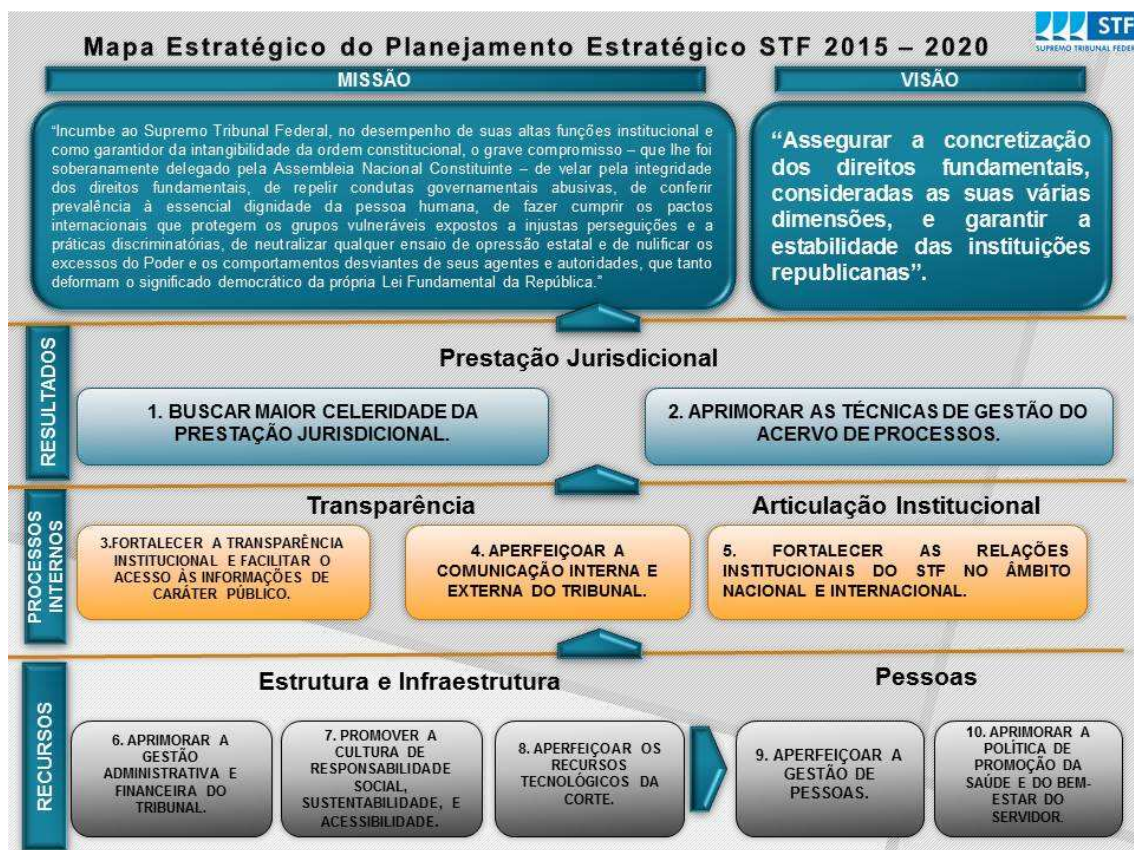 Mapa Estratégico do Planejamento Estratégico STF 2015 – 2020
STF
SUPREMO TRIBUNAL FEDER
MISSÃO
“Incumbe ao Supremo Tribunal Federal, no desempenho de suas altas funções institucional e
como garantidor da intangibilidade da ordem constitucional, o grave compromisso – que lhe foi
soberanamente delegado pela Assembleia Nacional Constituinte – de velar pela integridade
dos direitos fundamentais, de repelir condutas governamentais abusivas, de conferir
prevalência à essencial dignidade da pessoa humana, de fazer cumprir os pactos
internacionais que protegem os grupos vulneráveis expostos a injustas perseguições e a
práticas discriminatórias, de neutralizar qualquer ensaio de opressão estatal e de nulificar os
excessos do Poder e os comportamentos desviantes de seus agentes e autoridades, que tanto
deformam o significado democrático da própria Lei Fundamental da República.”
VISÃO
“Assegurar a concretização
dos direitos fundamentais,
consideradas as suas várias
dimensões, e garantir a
estabilidade das instituições
republicanas”.
RESULTADOS
Prestação Jurisdicional
1. BUSCAR MAIOR CELERIDADE DA
PRESTAÇÃO JURISDICIONAL.
2. APRIMORAR AS TÉCNICAS DE GESTÃO DO
ACERVO DE PROCESSOS.
PROCESSOS
INTERNOS
Transparência
3.FORTALECER A TRANSPARÊNCIA
INSTITUCIONAL E FACILITAR O
ACESSO ÀS INFORMAÇÕES DE
CARÁTER PÚBLICO.
4. APERFEIÇOAR A
COMUNICAÇÃO INTERNA E
EXTERNA DO TRIBUNAL.
Articulação Institucional
5. FORTALECER AS RELAÇÕES
INSTITUCIONAIS DO STF NO ÂMBITO
NACIONAL E INTERNACIONAL.
RECURSOS
Estrutura e Infraestrutura
6. APRIMORAR A
GESTÃO
ADMINISTRATIVA E
FINANCEIRA DO
TRIBUNAL.
7. PROMOVER A
CULTURA DE
RESPONSABILIDADE
SOCIAL,
SUSTENTABILIDADE, E
ACESSIBILIDADE.
8. APERFEIÇOAR OS
RECURSOS
TECNOLÓGICOS DA
CORTE.
Pessoas
9. APERFEIÇOAR A
GESTÃO DE
PESSOAS.
10. APRIMORAR A
POLÍTICA DE
PROMOÇÃO DA
SAÚDE E DO BEM-
ESTAR DO
SERVIDOR.